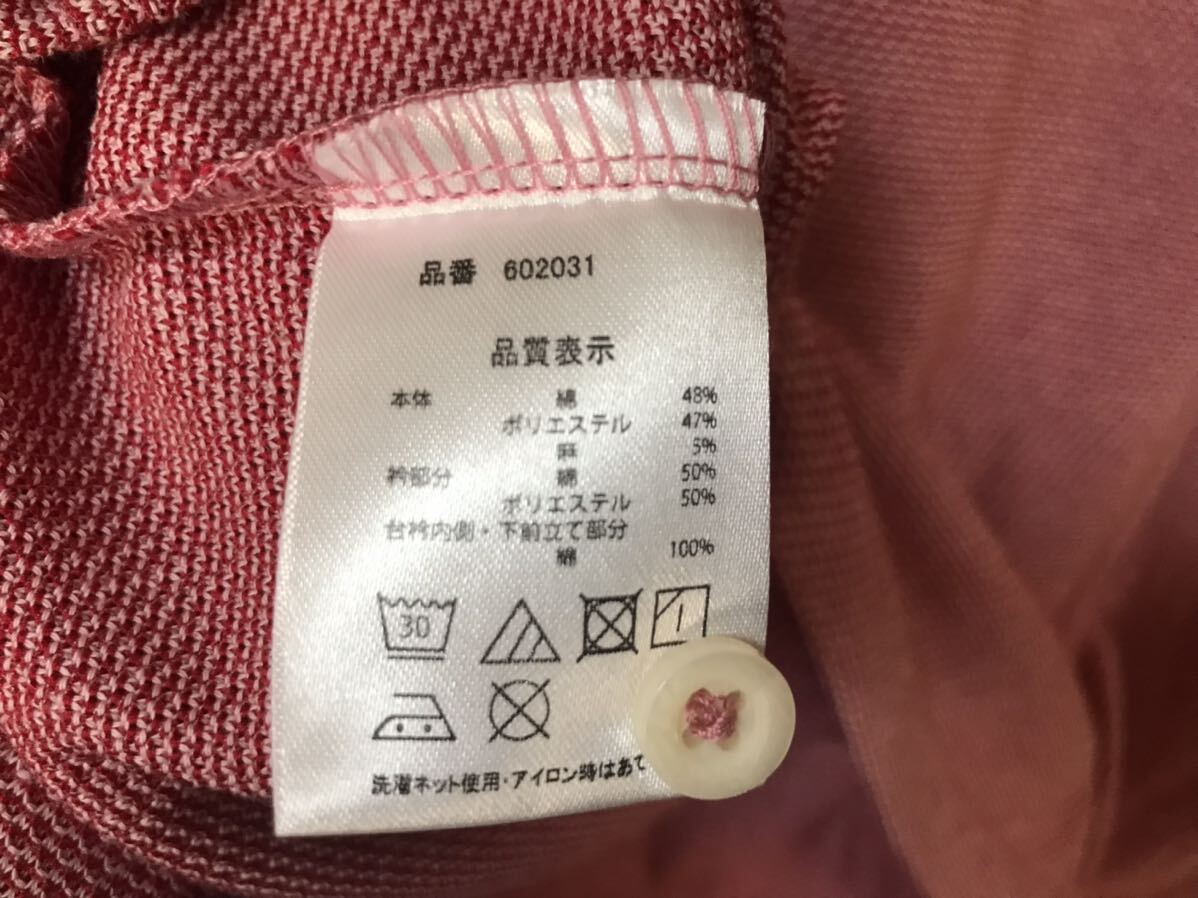 品番 602031
品質表示
本体 綿 48%
ポリエステル 47%
麻 5%
衿部分 綿 50%
ポリエステル 50%
台衿内側・下前立て部分
綿 100%
30
洗濯ネット使用・アイロン時はあて